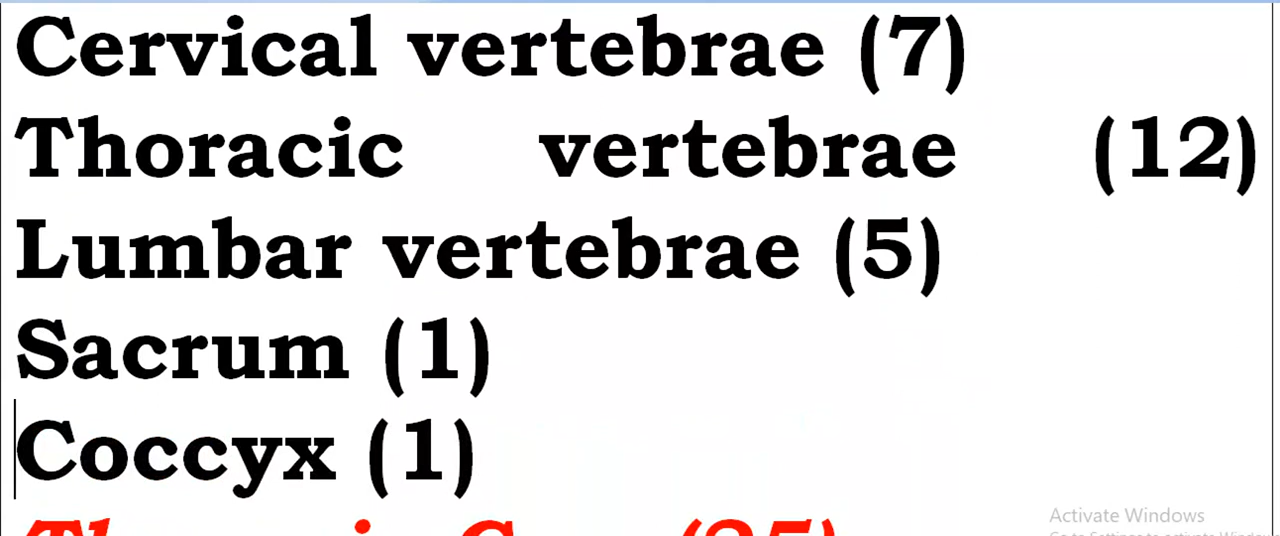 Cervical vertebrae (7)
Thoracic vertebrae (12)
Lumbar vertebrae (5)
Sacrum (1)
Coccyx (1)
Activate Windows